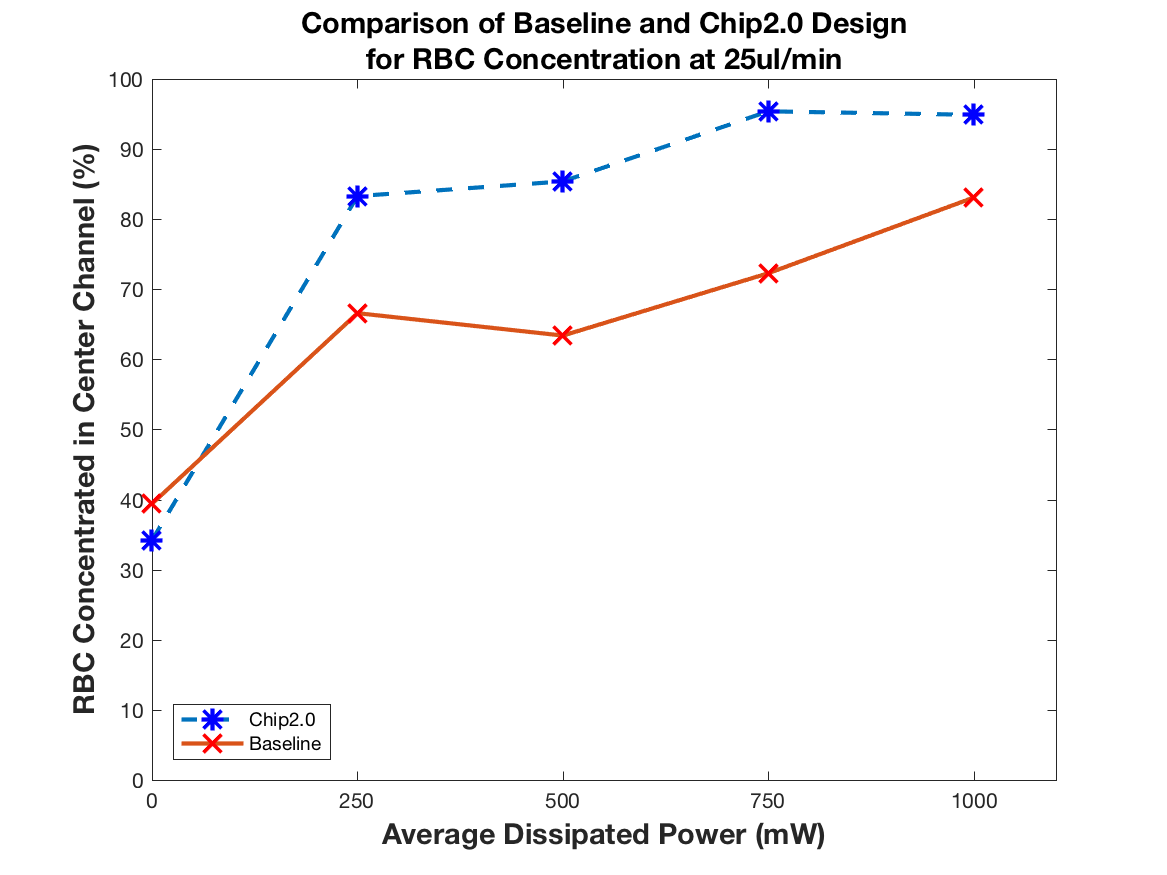 Comparison of Baseline and Chip2.0 Design
for RBC Concentration at 25ul/min
RBC Concentrated in Center Channel (%)
100
90
80
70
60
50
40
30
20
10
0
Chip2.0
Baseline
0 250 500 750 1000
Average Dissipated Power (mW)